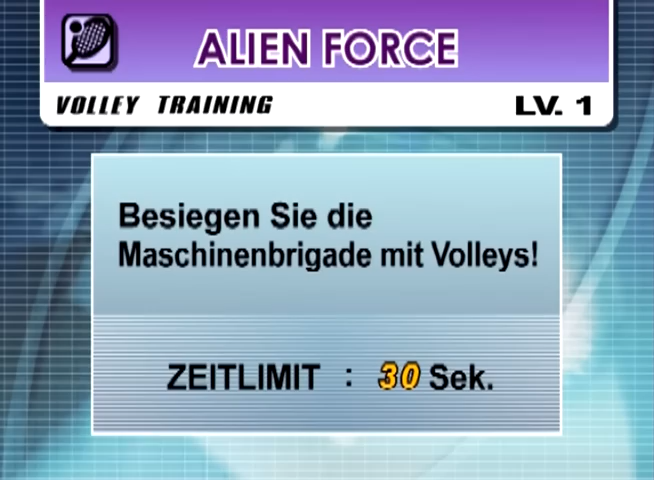 ALIEN FORCE
VOLLEY TRAINING LV. 1
Besiegen Sie die
Maschinenbrigade mit Volleys!
ZEITLIMIT : 30 Sek.